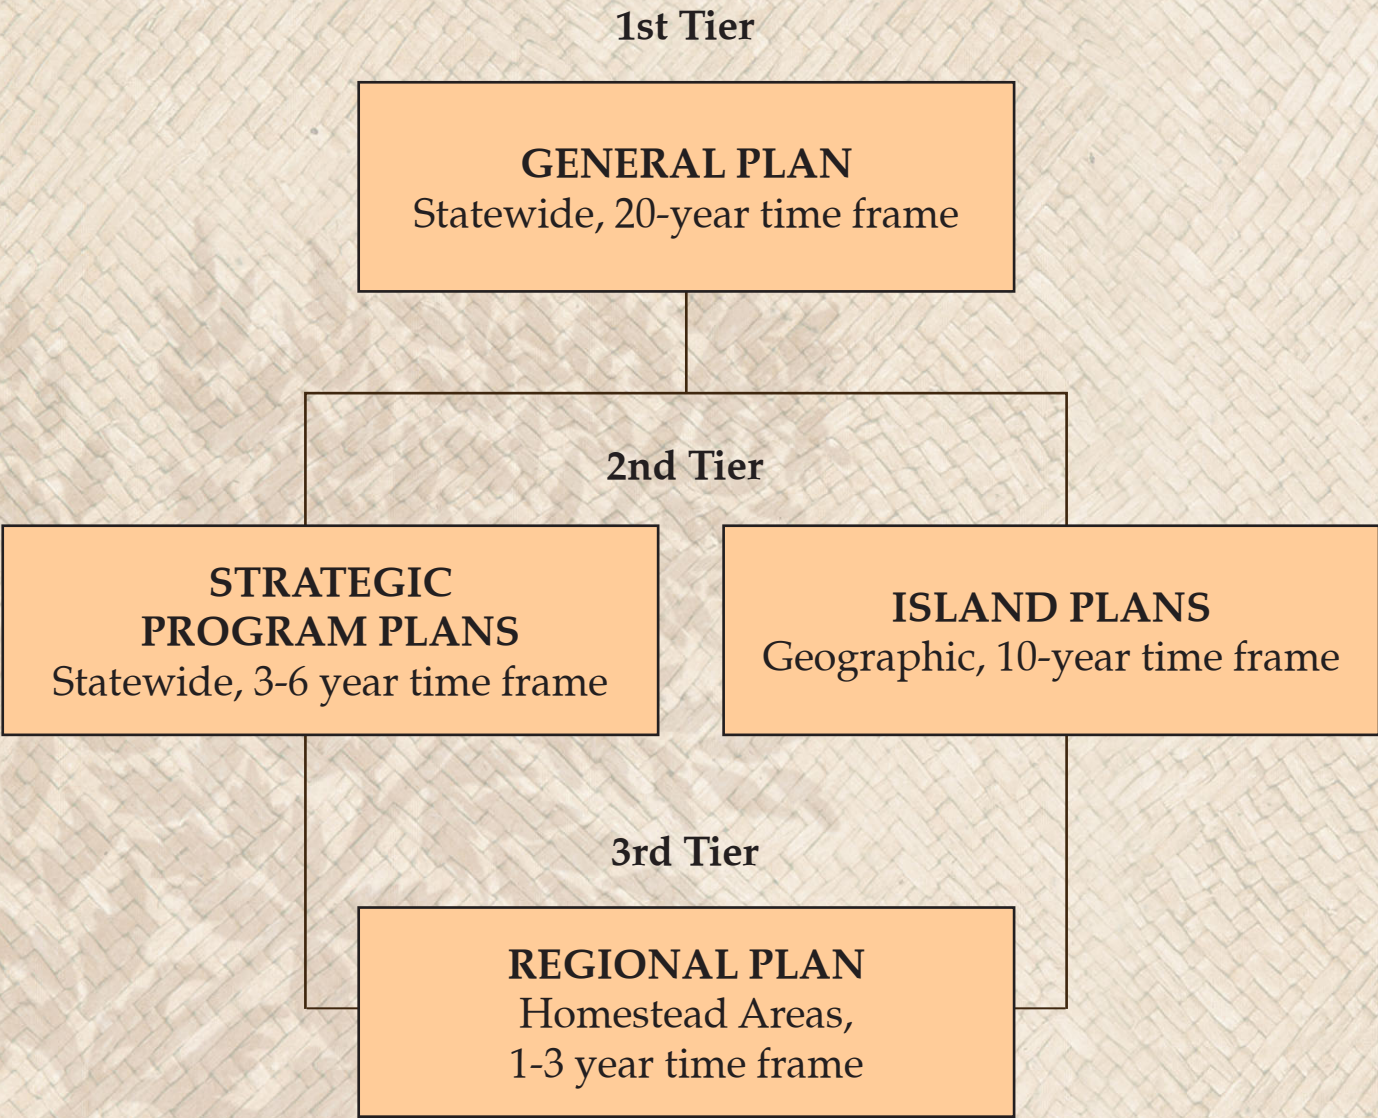 1st Tier
GENERAL PLAN
Statewide, 20-year time frame
2nd Tier
STRATEGIC
PROGRAM PLANS
Statewide, 3-6 year time frame
ISLAND PLANS
Geographic, 10-year time frame
3rd Tier
REGIONAL PLAN
Homestead Areas,
1-3 year time frame